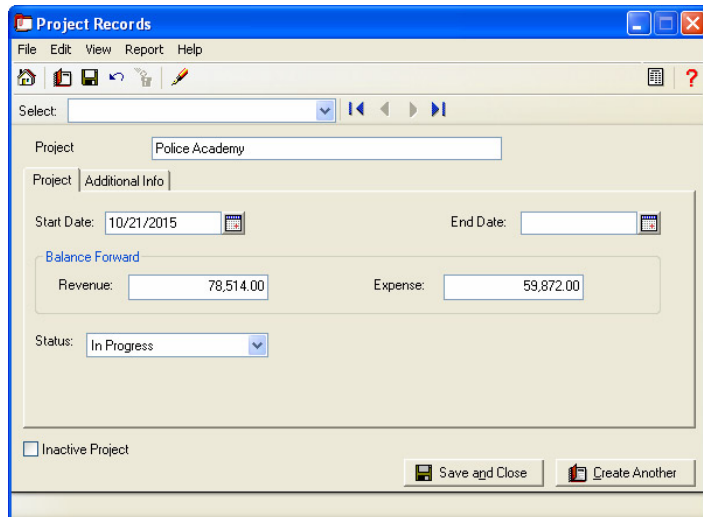 Project Records
File Edit View Report Help
?
Select:
Project Police Academy
Project Additional Info
Start Date: 10/21/2015 End Date:
Balance Forward
Revenue: 78,514.00 Expense: 59,872.00
Status: In Progress
Inactive Project
Save and Close Create Another